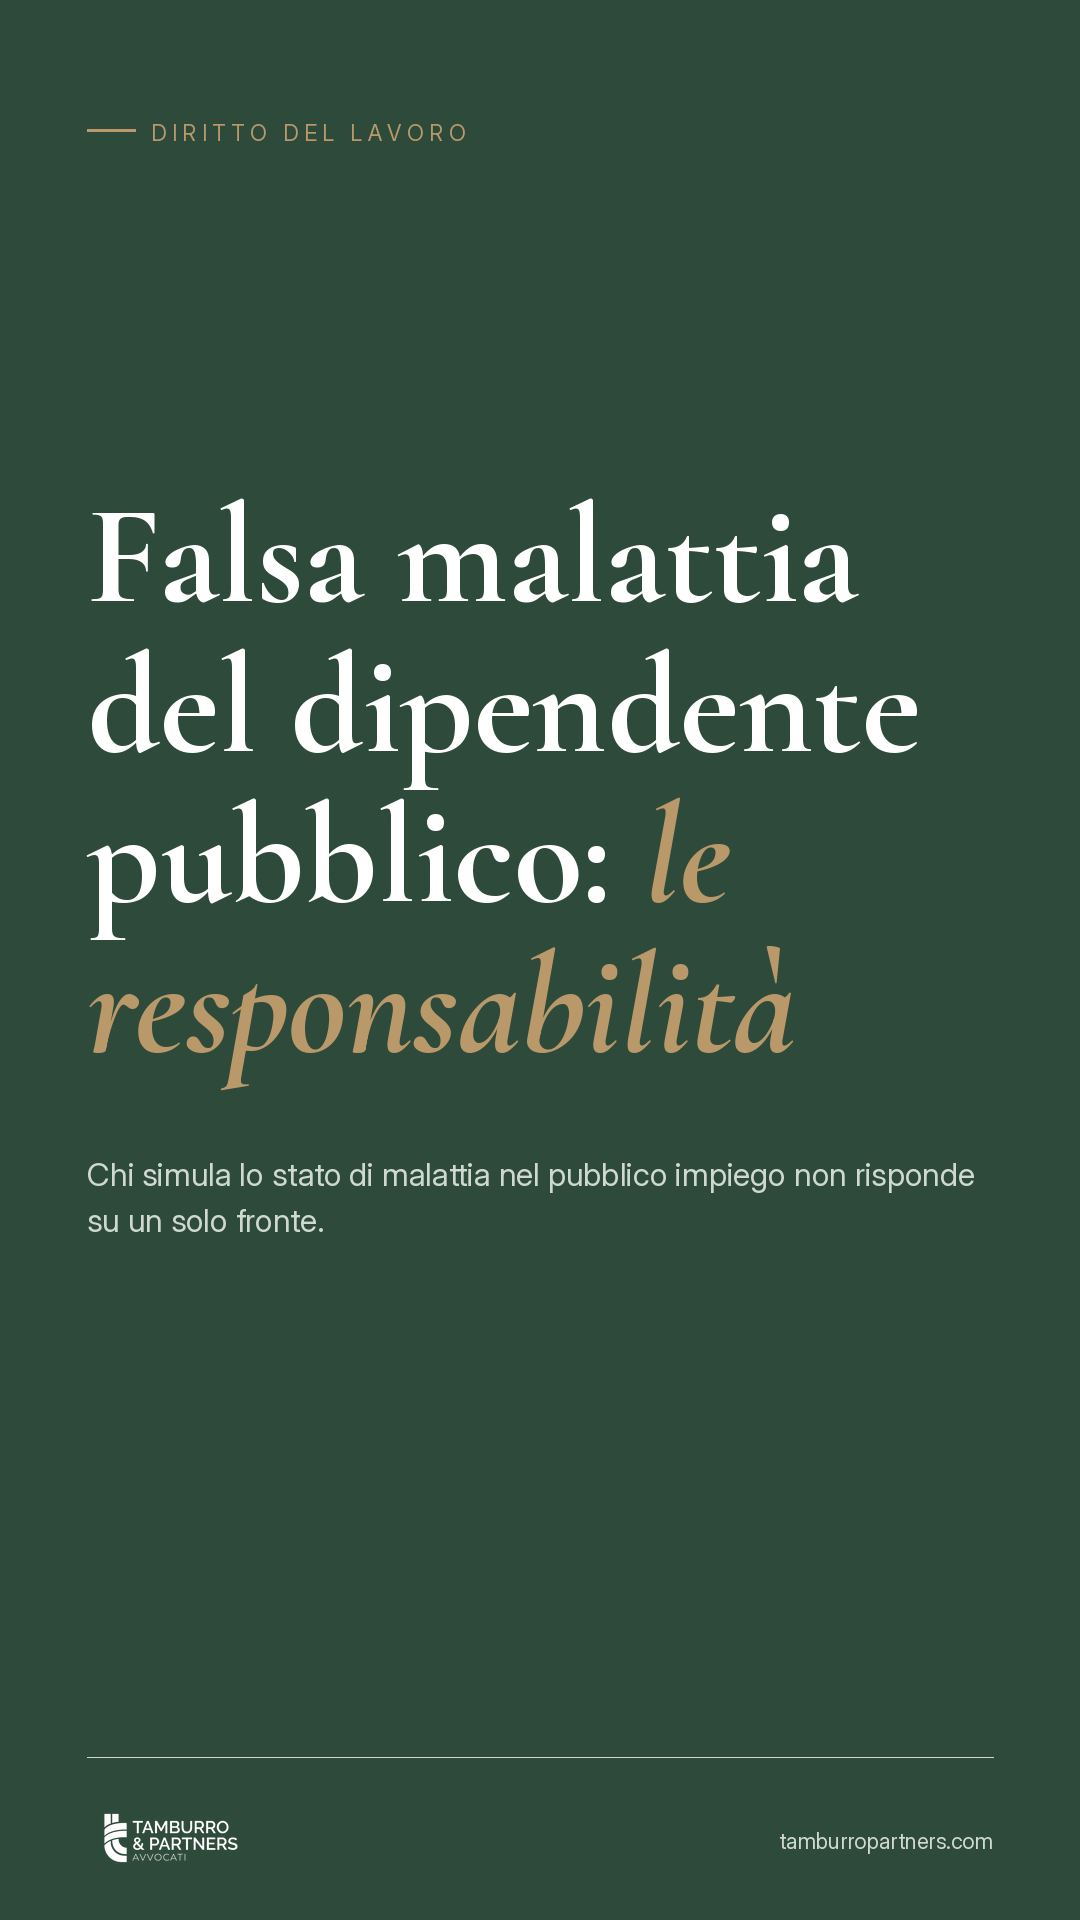 DIRITTO DEL LAVORO
Falsa malattia
del dipendente
pubblico: le
responsabilità
Chi simula lo stato di malattia nel pubblico impiego non risponde
su un solo fronte.
TAMBURRO
& PARTNERS
AVVOCATI
tamburropartners.com